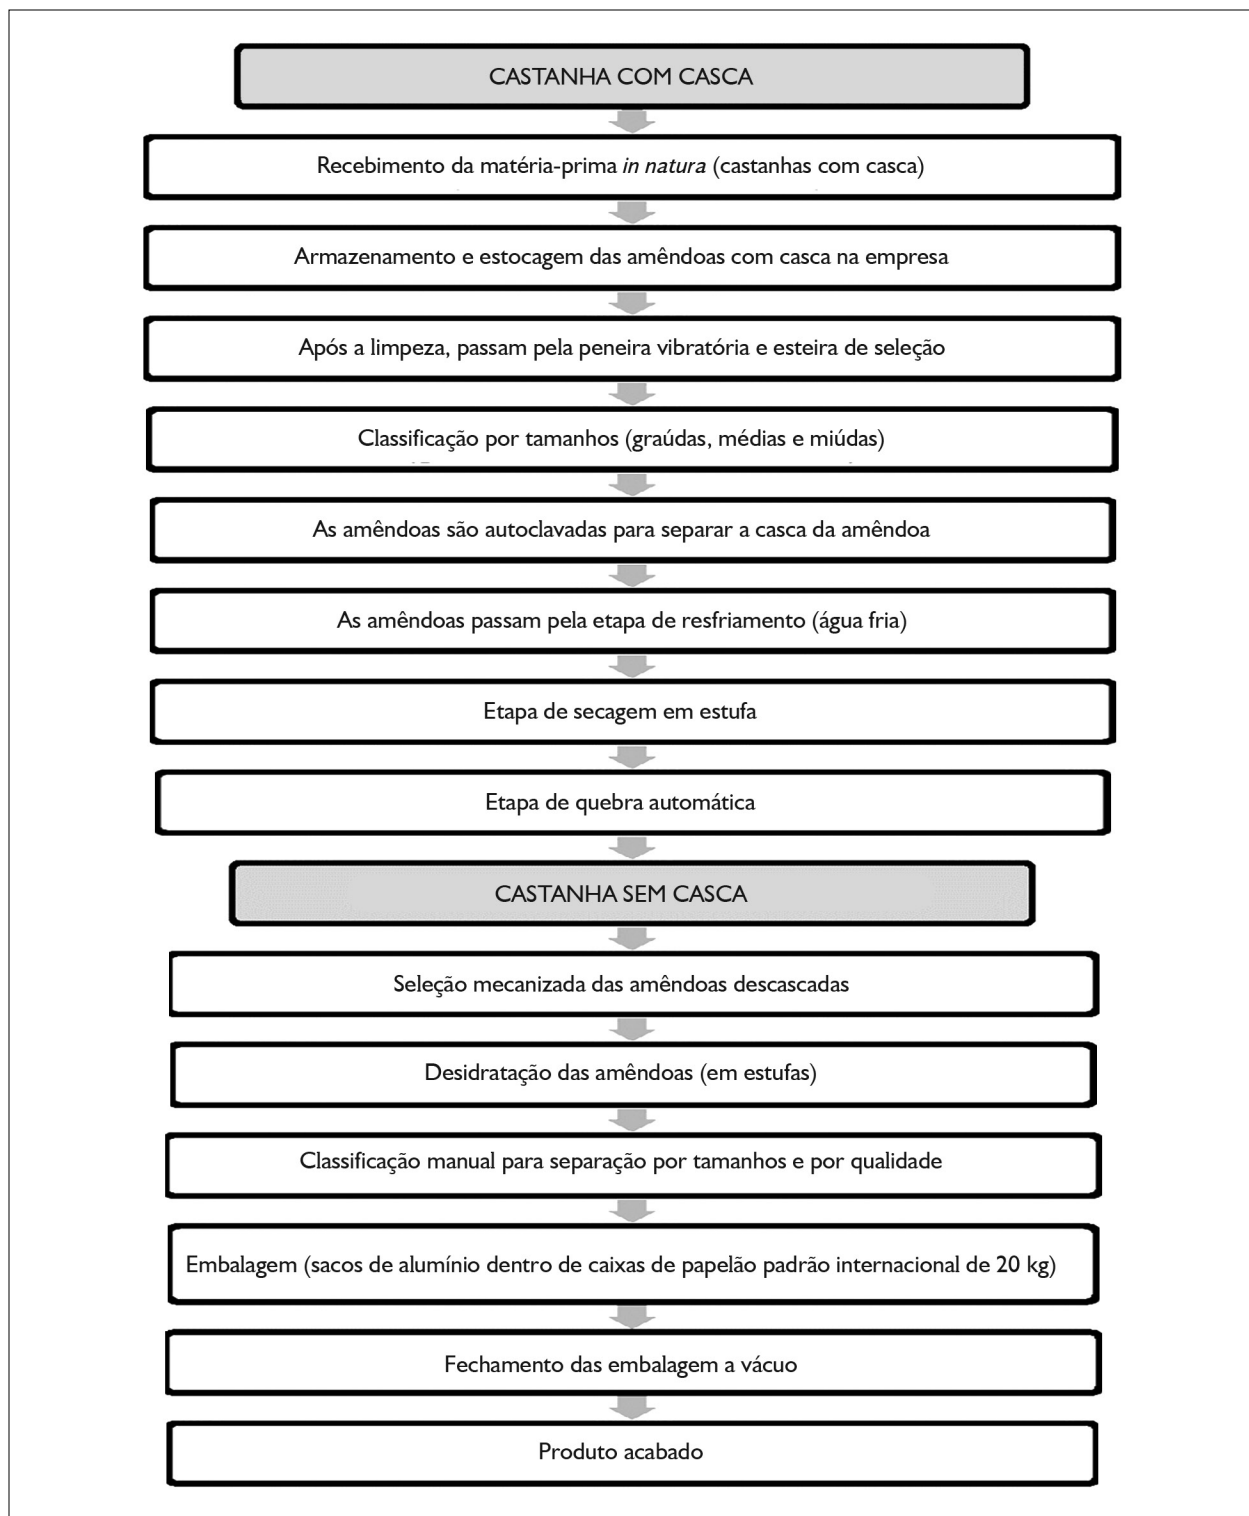 CASTANHA COM CASCA
Recebimento da matéria-prima in natura (castanhas com casca)
Armazenamento e estocagem das amêndoas com casca na empresa
Após a limpeza, passam pela peneira vibratória e esteira de seleção
Classificação por tamanhos (graúdas, médias e miúdas)
As amêndoas são autoclavadas para separar a casca da amêndoa
As amêndoas passam pela etapa de resfriamento (água fria)
Etapa de secagem em estufa
Etapa de quebra automática
CASTANHA SEM CASCA
Seleção mecanizada das amêndoas descascadas
Desidratação das amêndoas (em estufas)
Classificação manual para separação por tamanhos e por qualidade
Embalagem (sacos de alumínio dentro de caixas de papelão padrão internacional de 20 kg)
Fechamento das embalagem a vácuo
Produto acabado